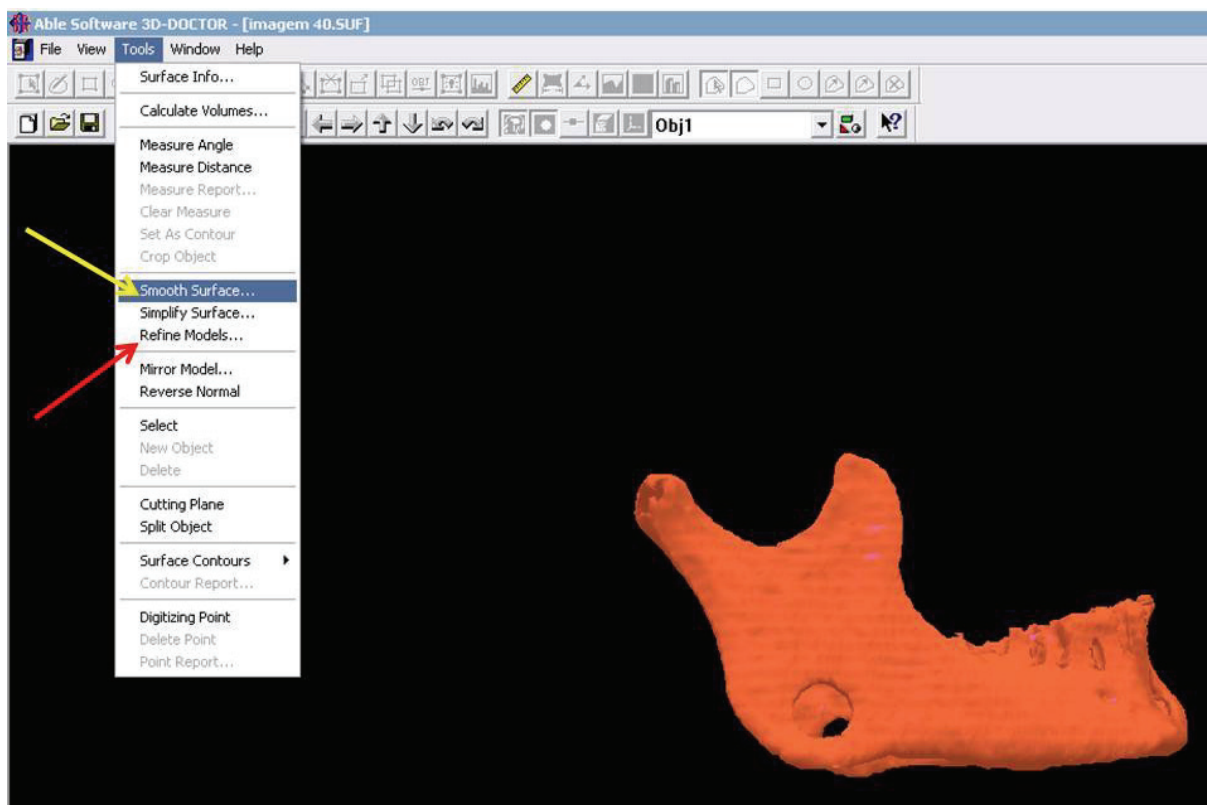 Able Software 3D-DOCTOR - [imagem 40.SUF]
File View Tools Window Help
Surface Info...
Calculate Volumes...
OBJ
Obj1
Measure Angle
Measure Distance
Measure Report...
Clear Measure
Set As Contour
Crop Object
Smooth Surface...
Simplify Surface...
Refine Models...
Mirror Model...
Reverse Normal
Select
New Object
Delete
Cutting Plane
Split Object
Surface Contours
Contour Report...
Digitizing Point
Delete Point
Point Report...